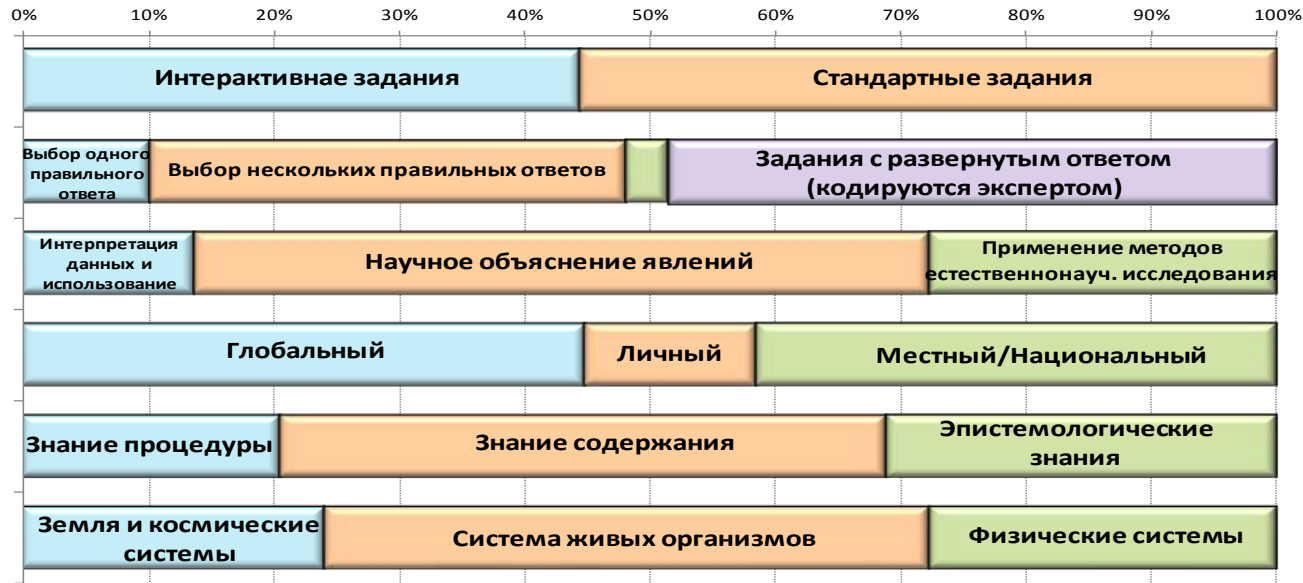 0% 10% 20% 30% 40% 50% 60% 70% 80% 90% 100%
Интерактивнае задания
Стандартные задания
Выбор одного
правильного
ответа
Выбор нескольких правильных ответов
Задания с развернутым ответом
(кодируются экспертом)
Интерпретация
данных и
использование
Научное объяснение явлений
Применение методов
естественнонауч. исследования
Глобальный
Личный
Местный/Национальный
Знание процедуры
Знание содержания
Эпистемологические
знания
Земля и космические
системы
Система живых организмов
Физические системы